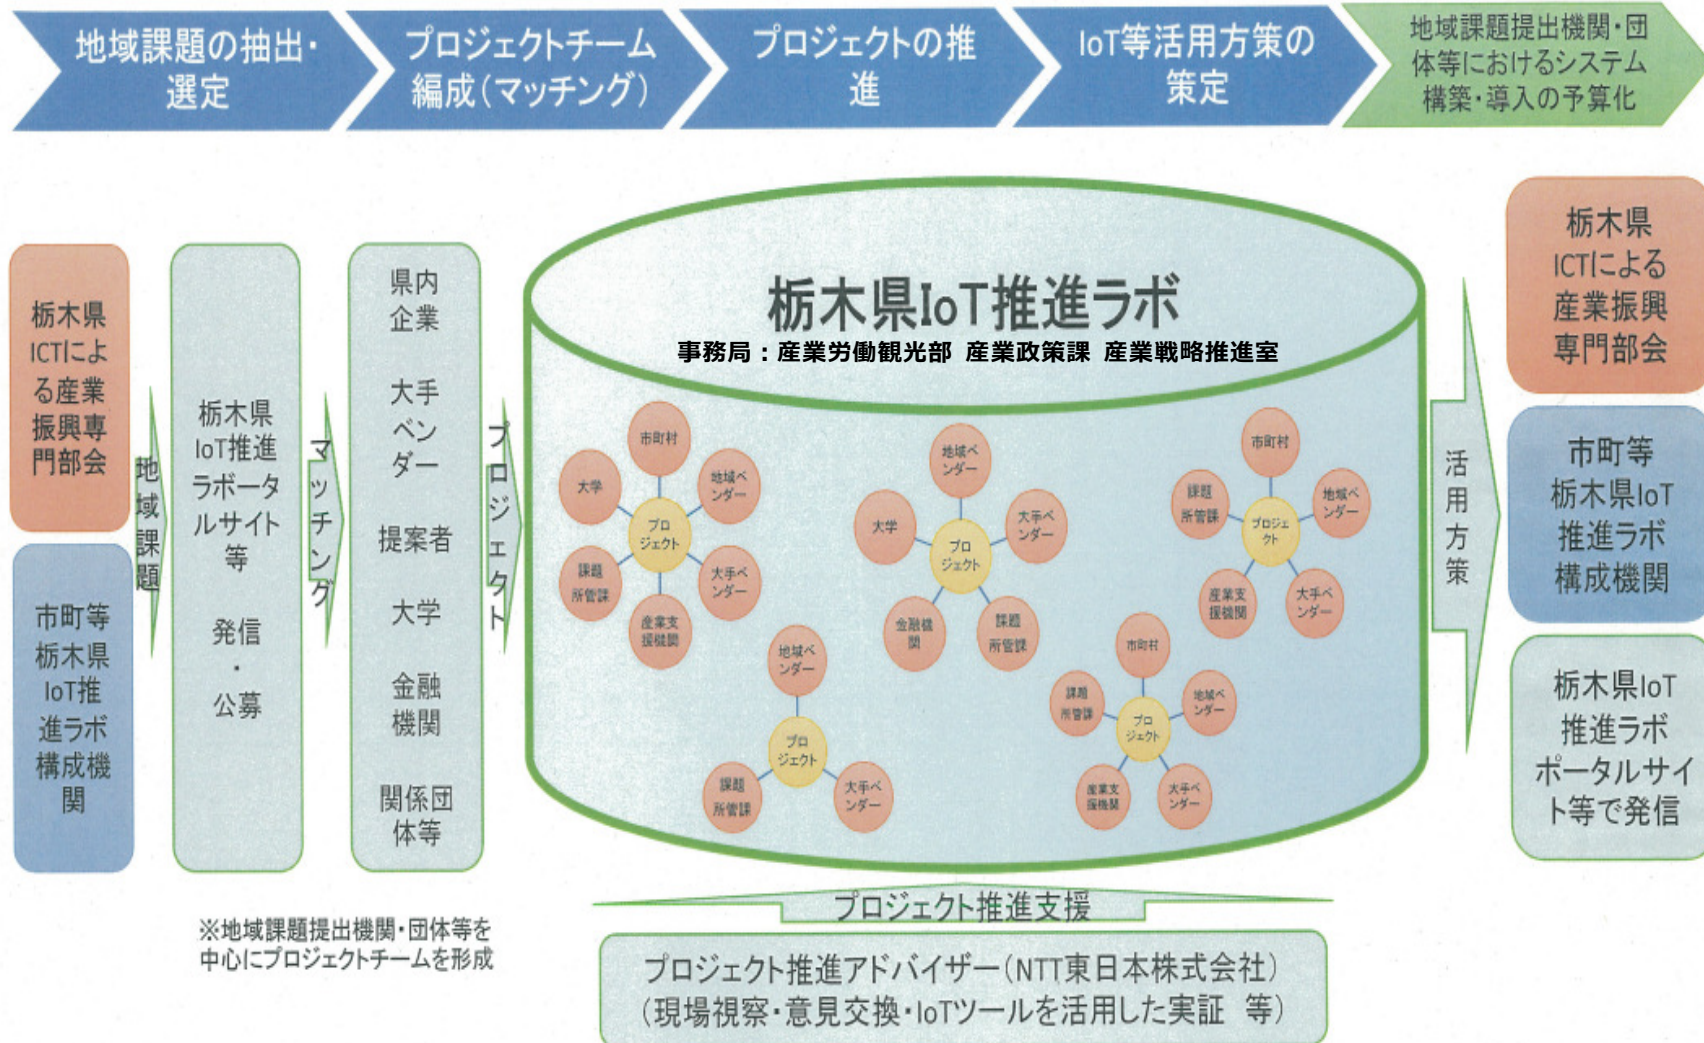 地域課題の抽出・
選定
プロジェクトチーム
編成(マッチング)
プロジェクトの推
進
IoT等活用方策の
策定
地域課題提出機関・団
体等におけるシステム
構築・導入の予算化
栃木県
ICTによ
る産業
振興専
門部会
市町等
栃木県
IoT推
進ラボ
構成機
関
地域課題
栃木県
IoT推進
ラボータ
ルサイト
等
発信
・
公募
マッチング
県内
企業
大手
ベン
ダー
提案者
大学
金融
機関
関係団
体等
プロジェクト
栃木県IoT推進ラボ
事務局：産業労働観光部 産業政策課 産業戦略推進室
市町村
大学
地域ベ
ンダー
プロ
ジェクト
課題
所管課
大手ベ
ンダー
産業支
援機関
地域ベ
ンダー
大学
大手ベ
ンダー
プロ
ジェクト
金融機
関
課題
所管課
市町村
課題
所管課
地域ベ
ンダー
プロジェ
クト
産業支
援機関
大手ベ
ンダー
地域ベ
ンダー
プロ
ジェクト
課題
所管課
大手ベ
ンダー
市町村
課題
所管課
地域ベ
ンダー
プロ
ジェクト
産業支
援機関
大手ベ
ンダー
活用方策
栃木県
ICTによる
産業振興
専門部会
市町等
栃木県IoT
推進ラボ
構成機関
栃木県IoT
推進ラボ
ポータルサイ
ト等で発信
※地域課題提出機関・団体等を
中心にプロジェクトチームを形成
プロジェクト推進支援
プロジェクト推進アドバイザー(NTT東日本株式会社)
(現場視察・意見交換・IoTツールを活用した実証 等)